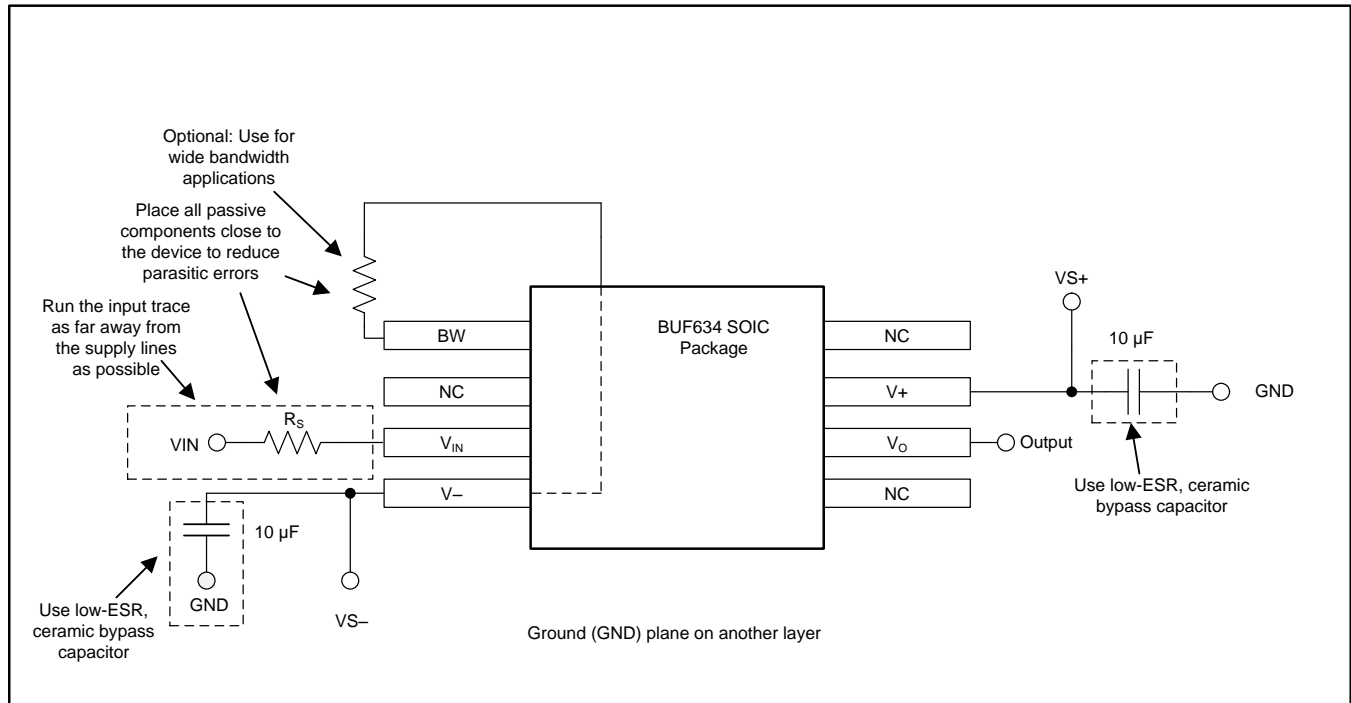 Optional: Use for
wide bandwidth
applications
Place all passive
components close to
the device to reduce
parasitic errors
Run the input trace
as far away from
the supply lines
as possible
VIN
RS
BW
NC
VIN
V–
10 µF
GND
Use low-ESR,
ceramic bypass
capacitor
VS–
BUF634 SOIC
Package
NC
V+
VO
NC
VS+
10 µF
GND
Output
Use low-ESR, ceramic
bypass capacitor
Ground (GND) plane on another layer